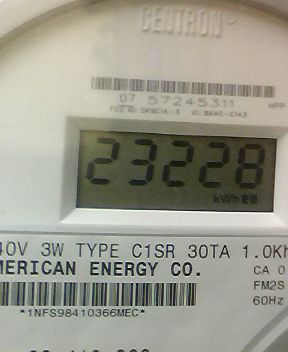 CENTRON®
07 57245311
23228
kWh
40V 3W TYPE C1SR 30TA 1.0Kh
MERICAN ENERGY CO.
CA 0
FM2S
60Hz
*1NFS98410366MEC*